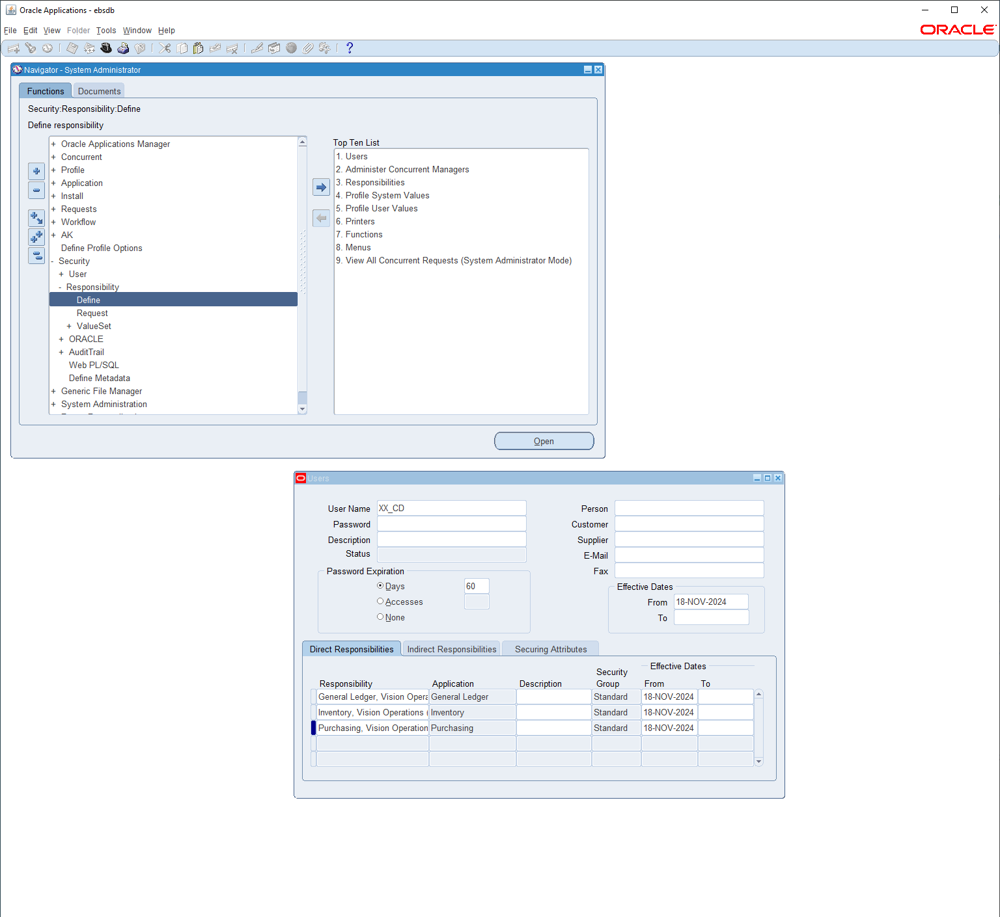 Oracle Applications - ebsdb
File Edit View Folder Tools Window Help
ORACLE
Navigator - System Administrator
Functions Documents
Security:Responsibility:Define
Define responsibility
+ Oracle Applications Manager
+ Concurrent
+ Profile
+ Application
+ Install
+ Requests
+ Workflow
+ AK
Define Profile Options
- Security
+ User
- Responsibility
Define
Request
+ ValueSet
+ ORACLE
+ AuditTrail
Web PL/SQL
Define Metadata
+ Generic File Manager
+ System Administration
Top Ten List
1. Users
2. Administer Concurrent Managers
3. Responsibilities
4. Profile System Values
5. Profile User Values
6. Printers
7. Functions
8. Menus
9. View All Concurrent Requests (System Administrator Mode)
Open
Users
User Name XX_CD
Password
Description
Status
Person
Customer
Supplier
E-Mail
Fax
Password Expiration
Days 60
Accesses
None
Effective Dates
From 18-NOV-2024
To
Direct Responsibilities Indirect Responsibilities Securing Attributes
Effective Dates
Responsibility Application Description Security Group From To
General Ledger, Vision Opera General Ledger Standard 18-NOV-2024
Inventory, Vision Operations ( Inventory Standard 18-NOV-2024
Purchasing, Vision Operation Purchasing Standard 18-NOV-2024